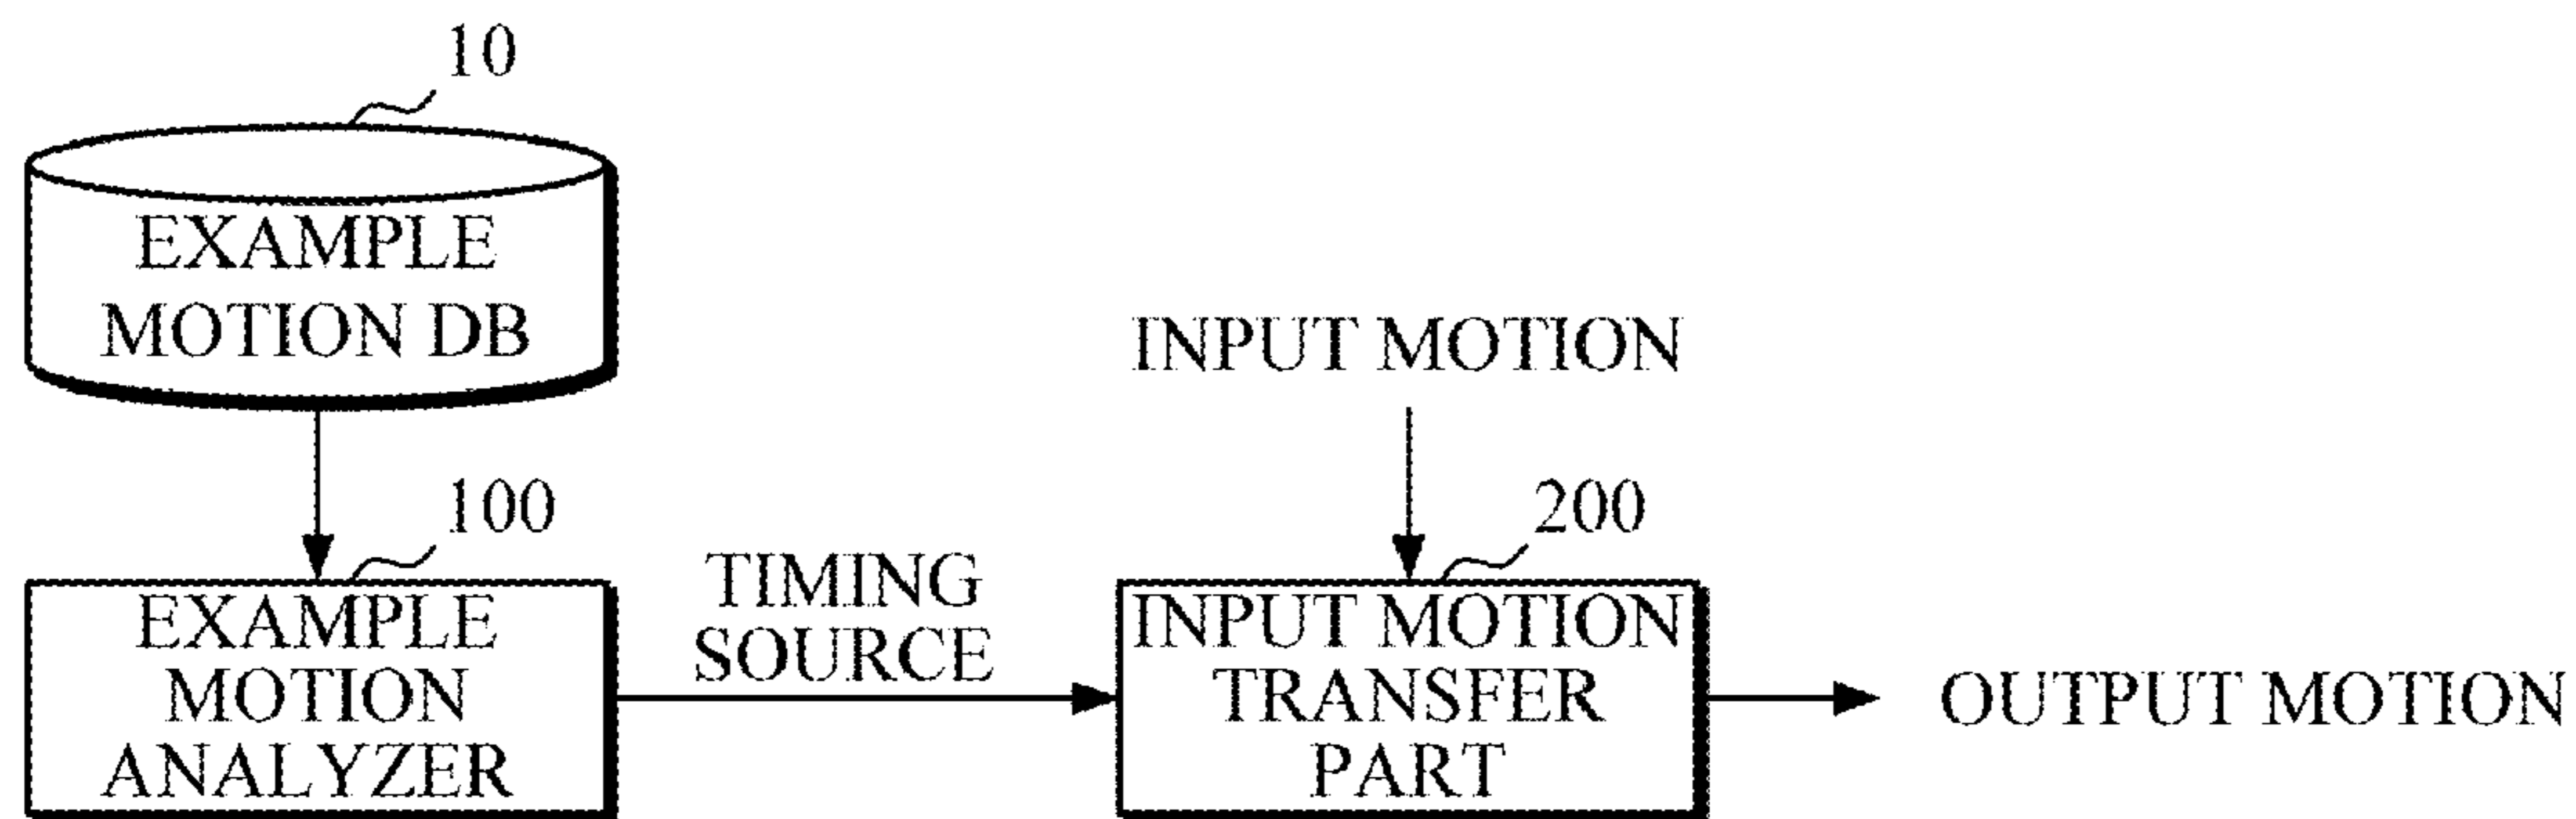 10
EXAMPLE
MOTION DB
INPUT MOTION
100
200
EXAMPLE
MOTION
ANALYZER
TIMING
SOURCE
INPUT MOTION
TRANSFER
PART
OUTPUT MOTION